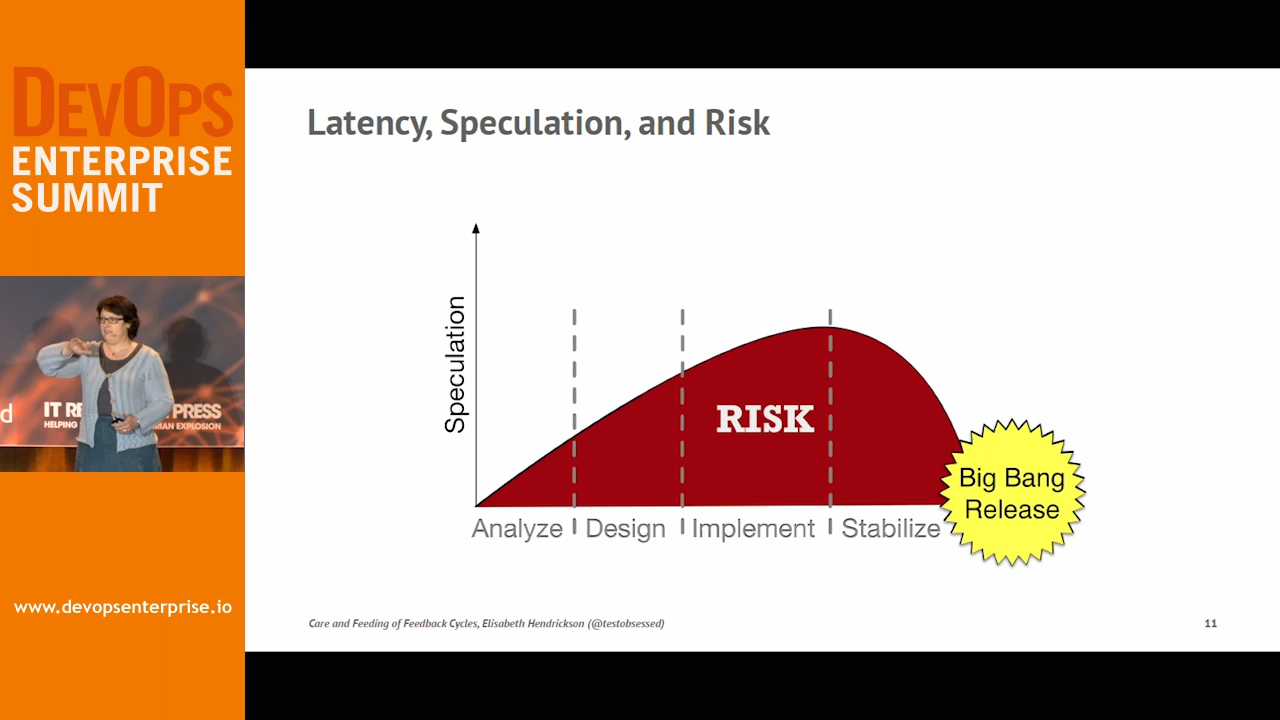 DEVOPS
ENTERPRISE
SUMMIT
www.devopsenterprise.io
Latency, Speculation, and Risk
Speculation
RISK
Big Bang
Release
Analyze
Design
Implement
Stabilize
Care and Feeding of Feedback Cycles, Elisabeth Hendrickson (@testobsessed)
11
d
IT RE
PRESS
HELPING
IAN EXPLOSION